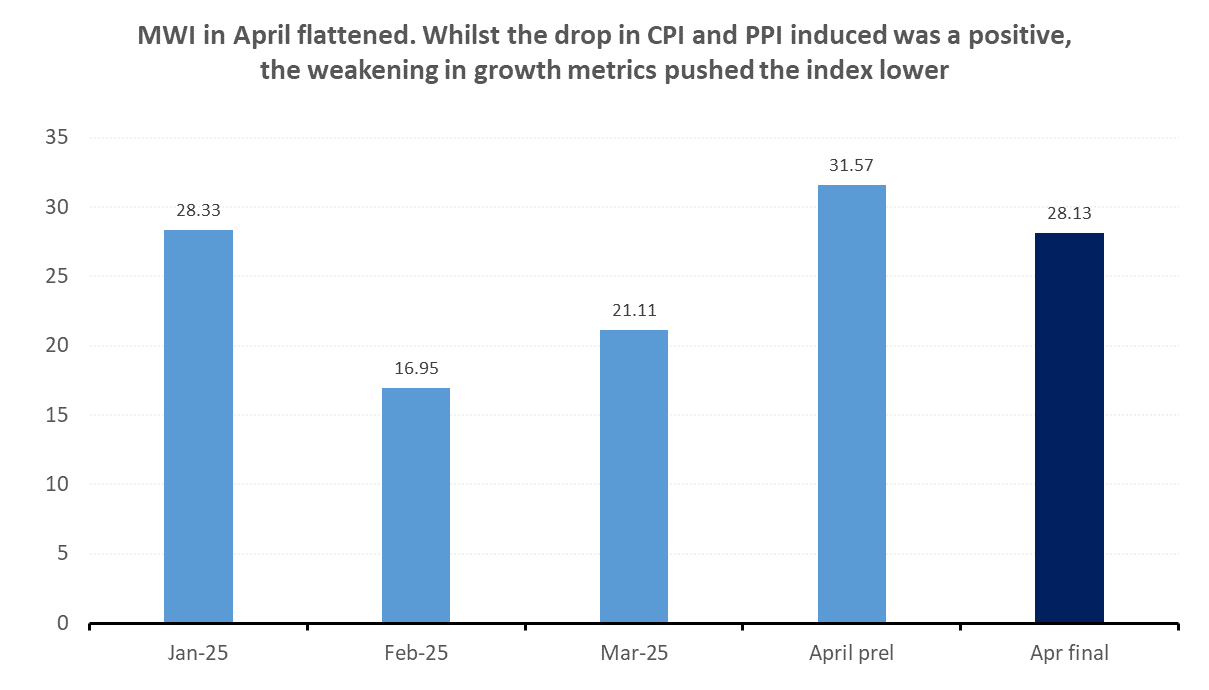 MWI in April flattened. Whilst the drop in CPI and PPI induced was a positive,
the weakening in growth metrics pushed the index lower
35
30
25
20
15
10
5
0
28.33
16.95
21.11
31.57
28.13
Jan-25
Feb-25
Mar-25
April prel
Apr final